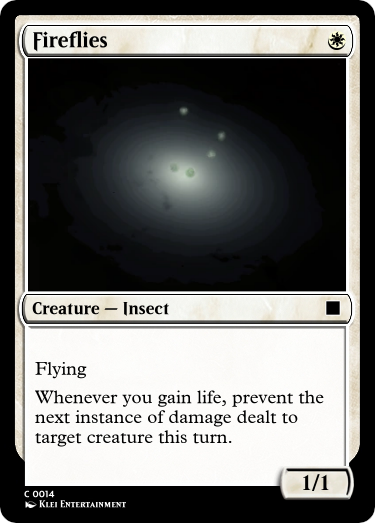 Fireflies
Creature — Insect
Flying
Whenever you gain life, prevent the
next instance of damage dealt to
target creature this turn.
1/1
C 0014
Klei Entertainment